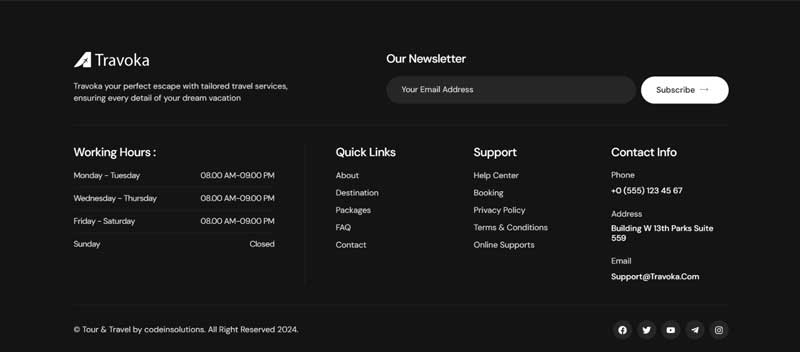 Travoka
Travoka your perfect escape with tailored travel services,
ensuring every detail of your dream vacation
Our Newsletter
Your Email Address
Subscribe →
Working Hours :
Monday - Tuesday 08.00 AM-09.00 PM
Wednesday - Thursday 08.00 AM-09.00 PM
Friday - Saturday 08.00 AM-09.00 PM
Sunday Closed
Quick Links
About
Destination
Packages
FAQ
Contact
Support
Help Center
Booking
Privacy Policy
Terms & Conditions
Online Supports
Contact Info
Phone
+0 (555) 123 45 67
Address
Building W 13th Parks Suite
559
Email
Support@Travoka.Com
© Tour & Travel by codeinsolutions. All Right Reserved 2024.